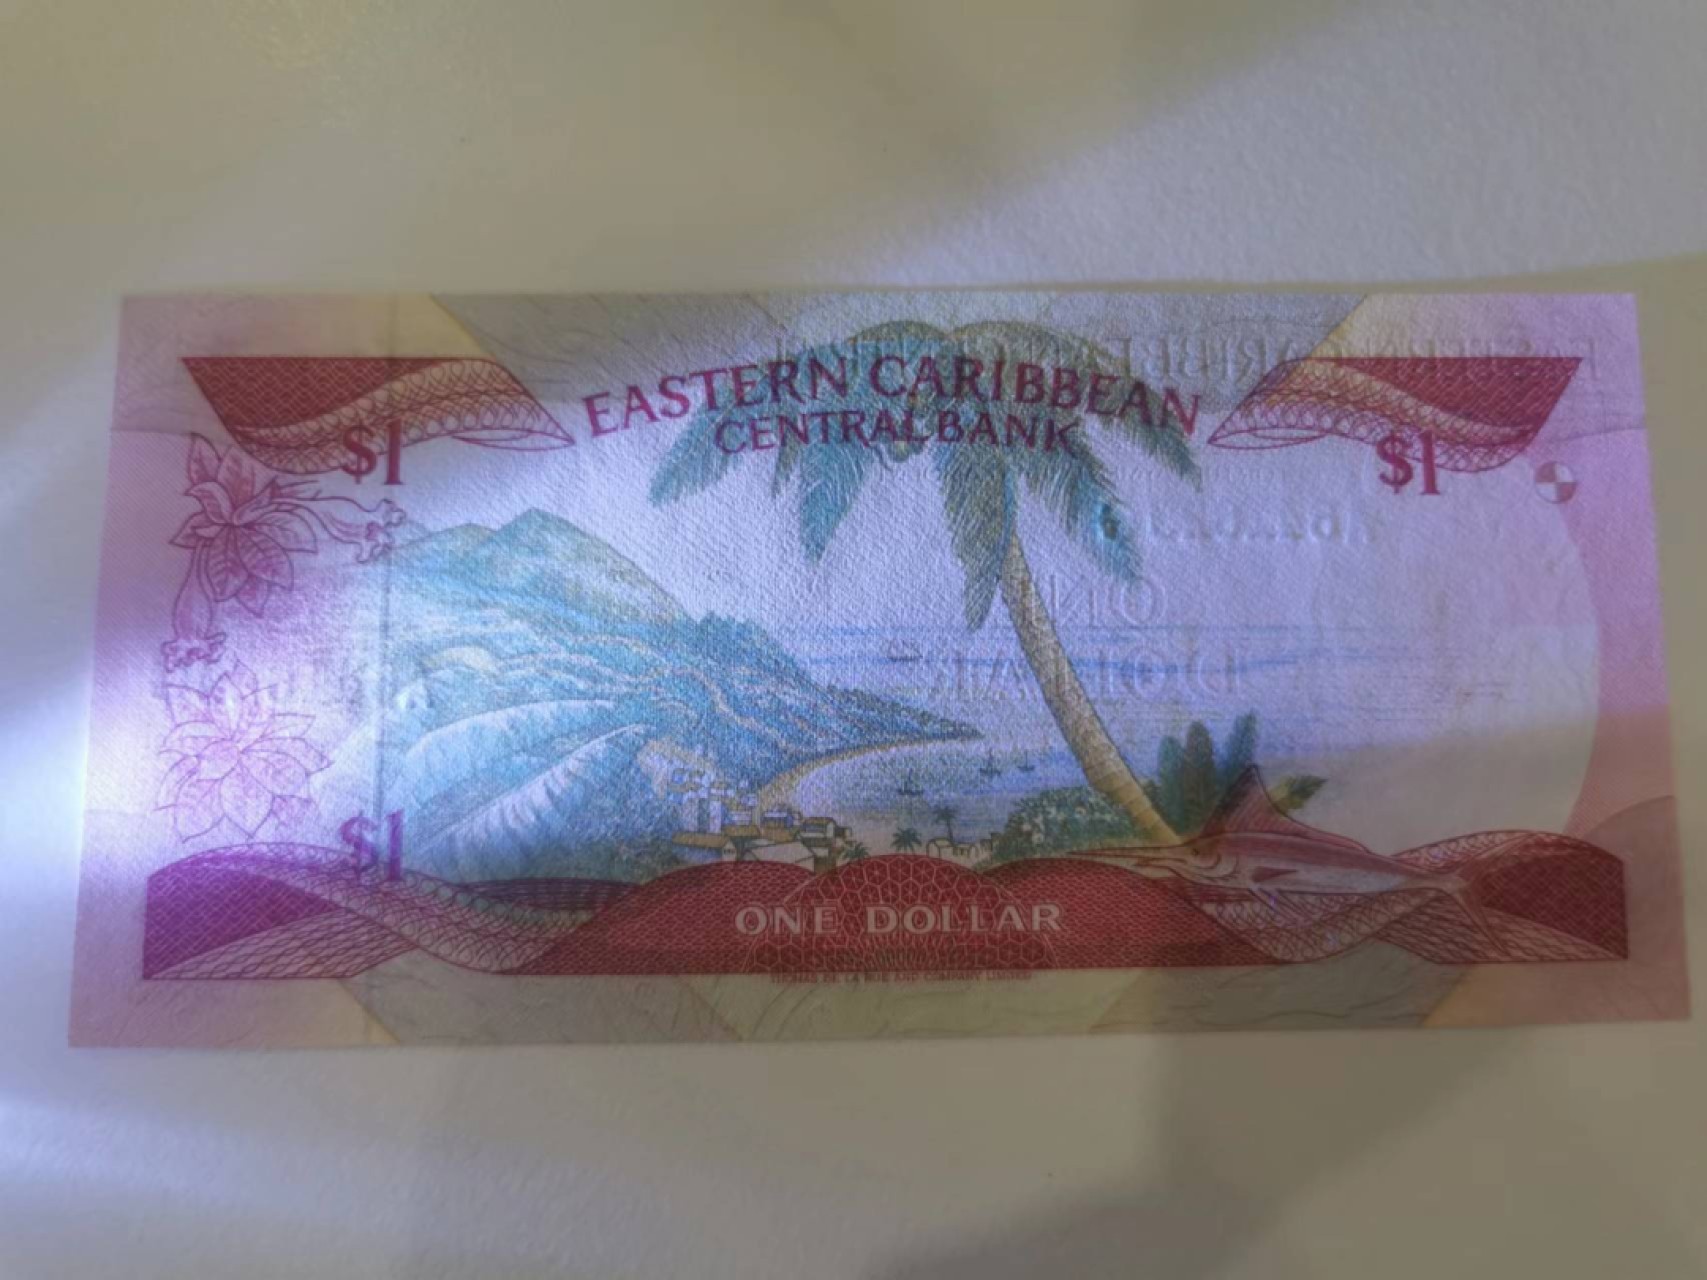 EASTERN CARIBBEAN
CENTRAL BANK
$1
$1
$1
ONE DOLLAR